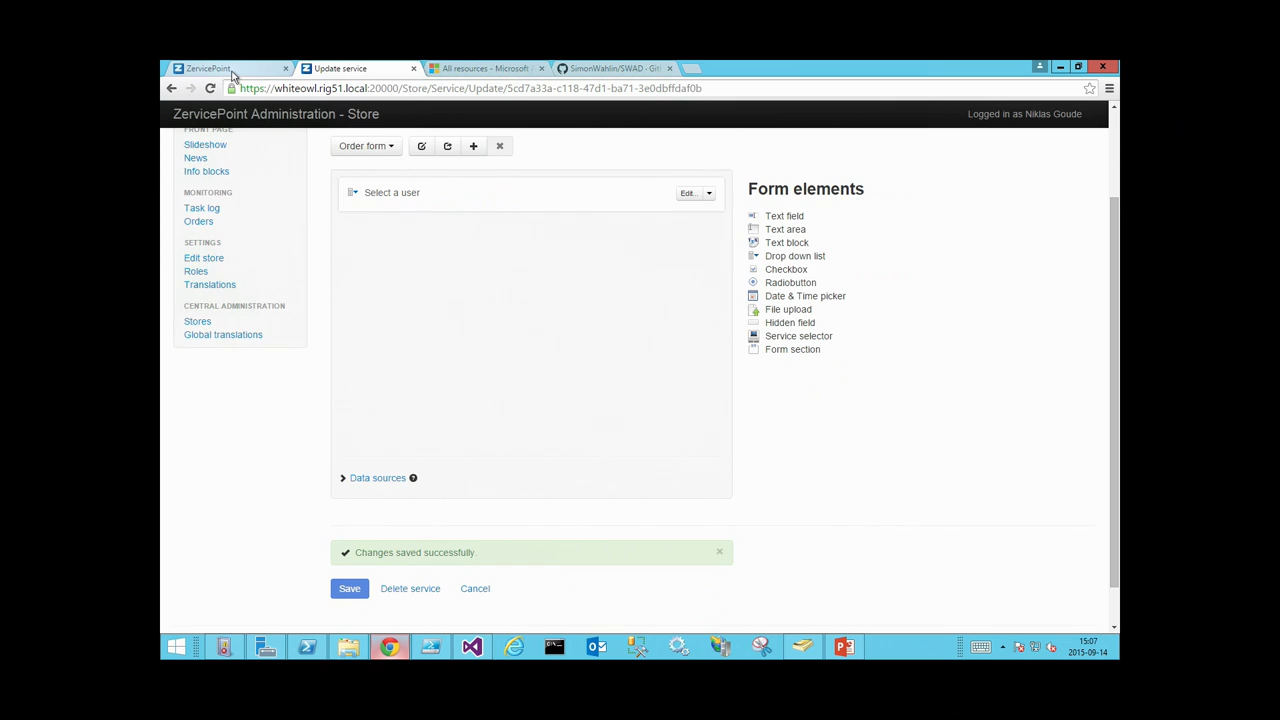 ZervicePoint
Update service
All resources - Microsoft
SimonWahlin/SWAD · Git
https://whiteowl.rig51.local:20000/Store/Service/Update/5cd7a33a-c118-47d1-ba71-3e0dbffdaf0b
ZervicePoint Administration - Store
Logged in as Niklas Goude
FRONT PAGE
Slideshow
News
Info blocks
MONITORING
Task log
Orders
SETTINGS
Edit store
Roles
Translations
CENTRAL ADMINISTRATION
Stores
Global translations
Order form
Select a user
Edit...
Data sources
Form elements
Text field
Text area
Text block
Drop down list
Checkbox
Radiobutton
Date & Time picker
File upload
Hidden field
Service selector
Form section
Changes saved successfully.
Save
Delete service
Cancel
15:07
2015-09-14